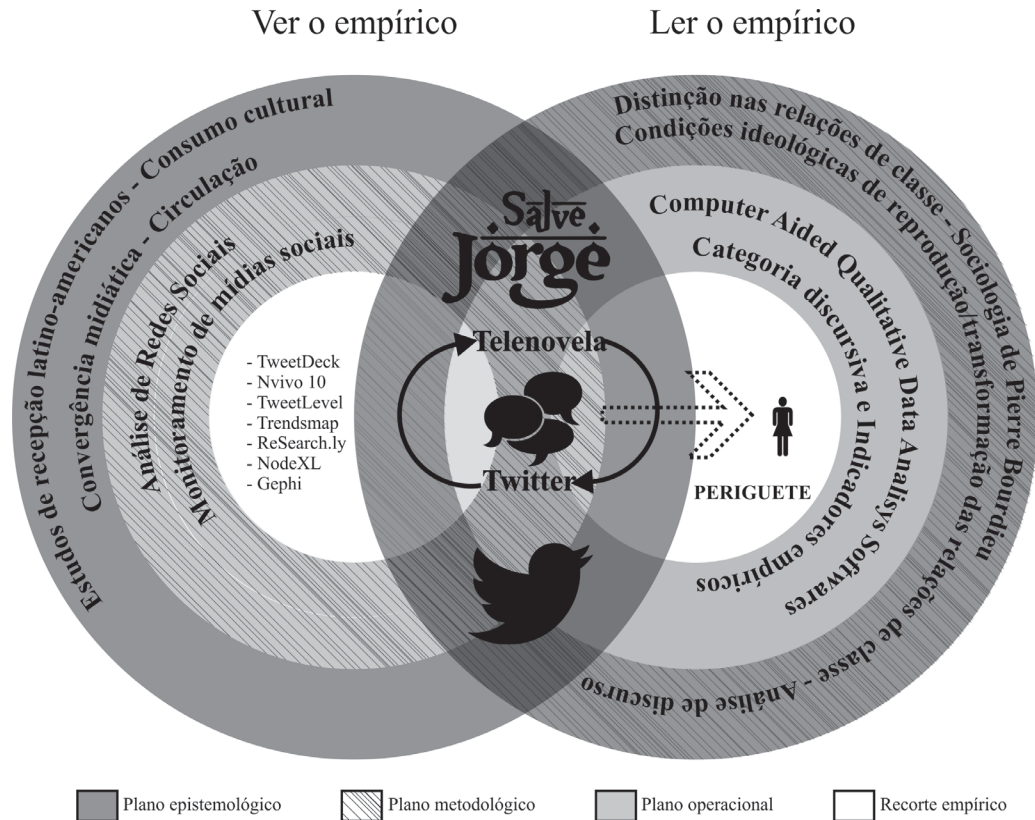 Ver o empírico
Ler o empírico
Estudos de recepção latino-americanos - Consumo cultural
Convergência midiática - Circulação
Análise de Redes Sociais
Monitoramento de mídias sociais
- TweetDeck
- Nvivo 10
- TweetLevel
- Trendsmap
- ReSearch.ly
- NodeXL
- Gephi
Salve
Jorge
Telenovela
Twitter
Distinção nas relações de classe - Sociologia de Pierre Bourdieu
Condições ideológicas de reprodução/transformação das relações de classe - Análise de discurso
Computer Aided Qualitative Data Analisys Softwares
Categoria discursiva e Indicadores empíricos
PERIGUETE
Plano epistemológico
Plano metodológico
Plano operacional
Recorte empírico